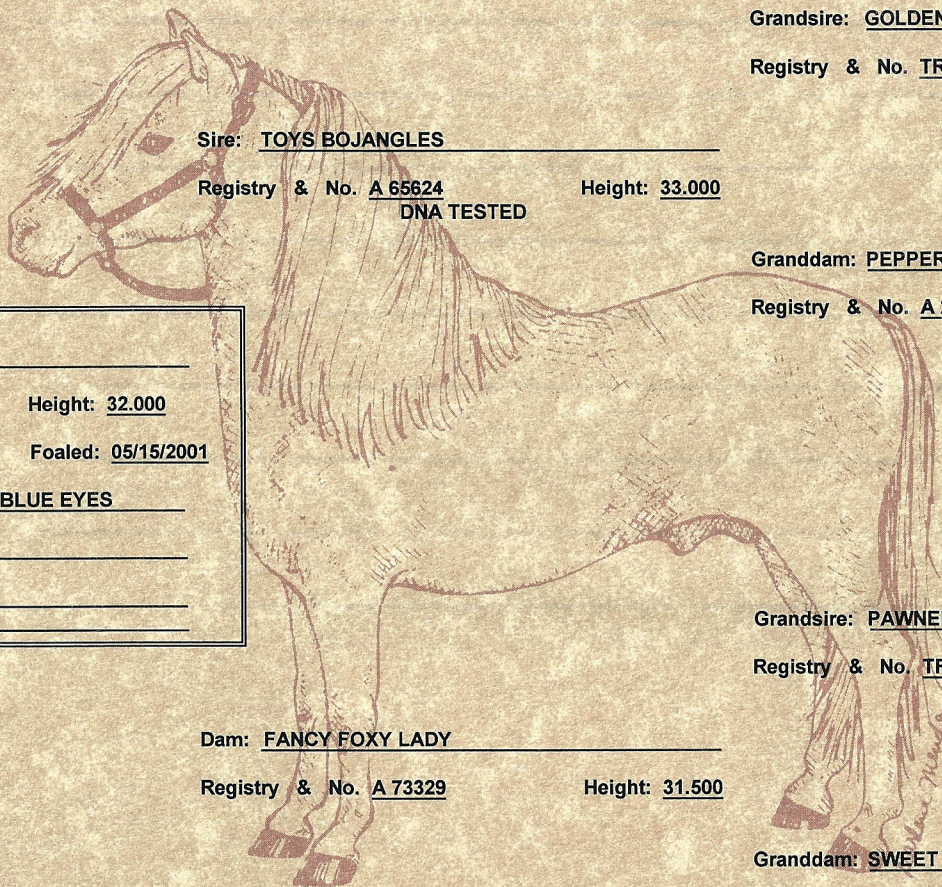 Grandsire: GOLDEN
Registry & No. TR
Sire: TOYS BOJANGLES
Registry & No. A 65624 Height: 33.000
DNA TESTED
Granddam: PEPPER
Registry & No. A
Height: 32.000
Foaled: 05/15/2001
BLUE EYES
Grandsire: PAWNE
Registry & No. TR
Dam: FANCY FOXY LADY
Registry & No. A 73329 Height: 31.500
Granddam: SWEET